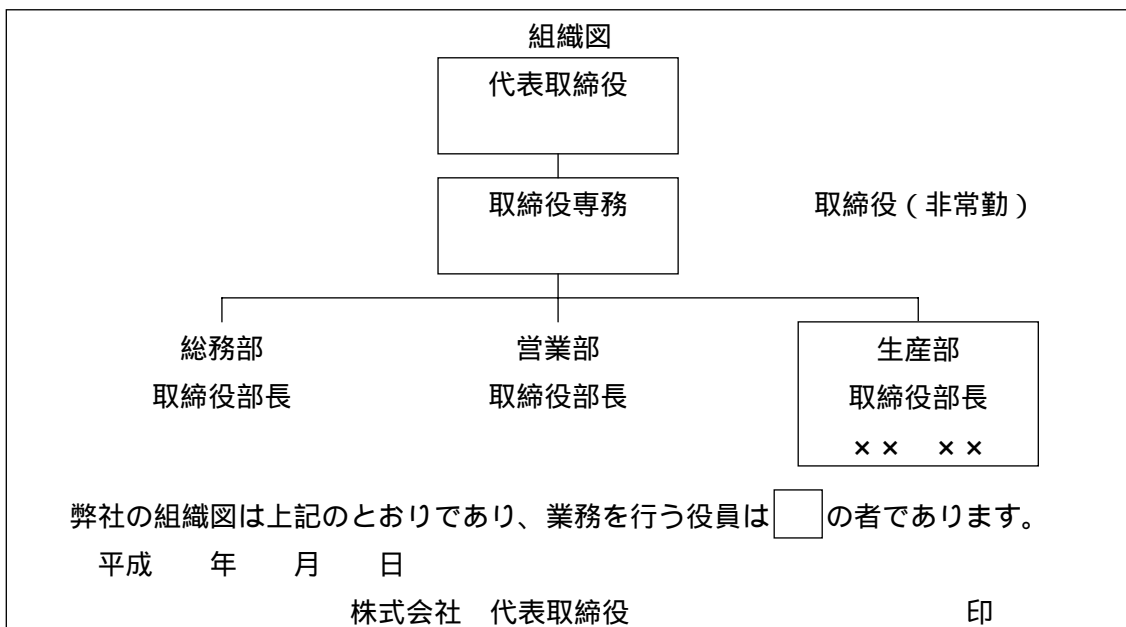 組織図
代表取締役
取締役専務　取締役（非常勤）
総務部　営業部　生産部
取締役部長　取締役部長　取締役部長
××　××
弊社の組織図は上記のとおりであり、業務を行う役員は□の者であります。
平成　年　月　日
株式会社　代表取締役　印